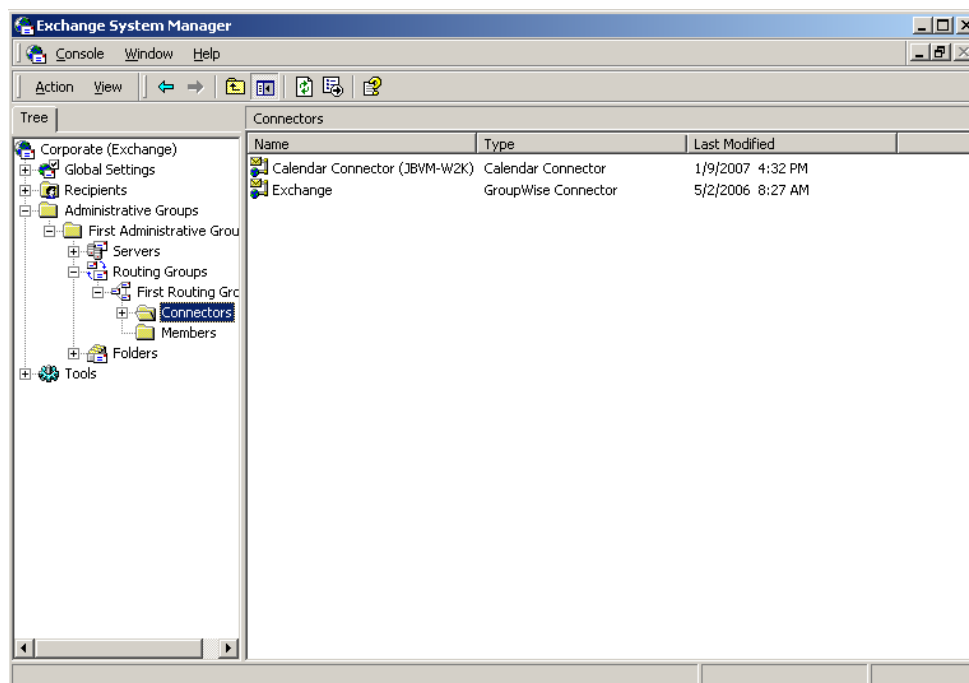 Exchange System Manager
Console Window Help
Action View
Tree
Connectors
Corporate (Exchange)
Global Settings
Recipients
Administrative Groups
First Administrative Grou
Servers
Routing Groups
First Routing Grc
Connectors
Members
Folders
Tools
Name Type Last Modified
Calendar Connector (JBVM-W2K) Calendar Connector 1/9/2007 4:32 PM
Exchange GroupWise Connector 5/2/2006 8:27 AM